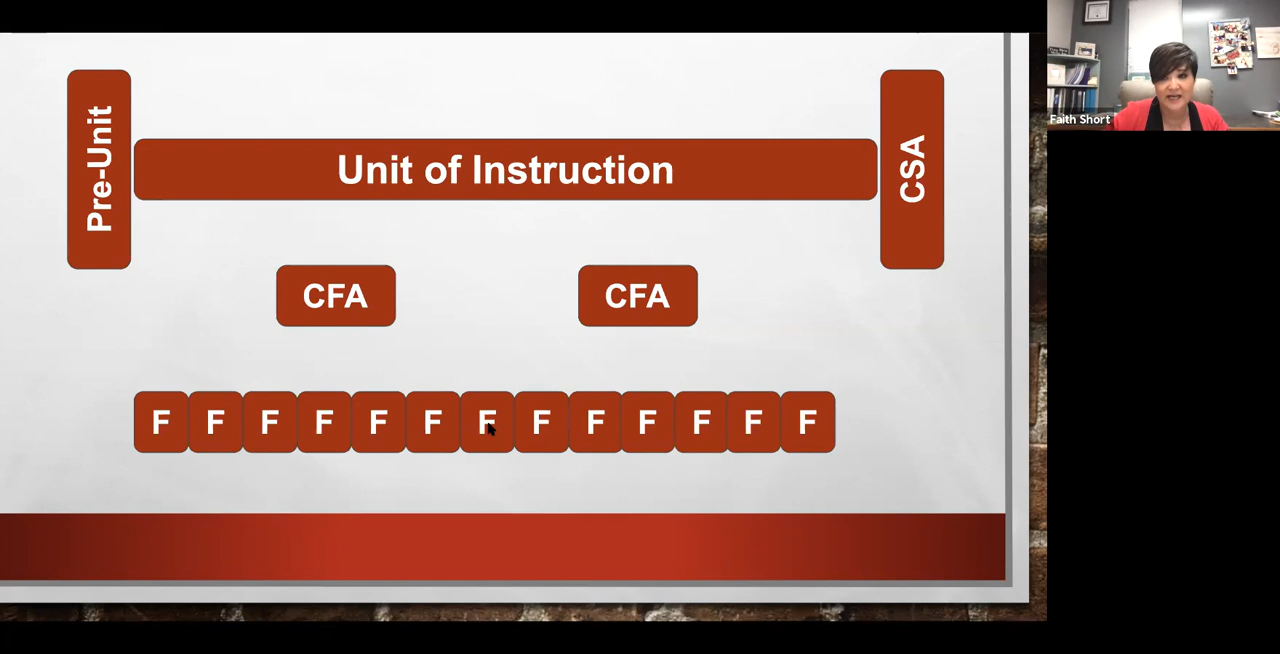 Pre-Unit
Unit of Instruction
CSA
CFA CFA
F F F F F F F F F F F F F
Faith Short